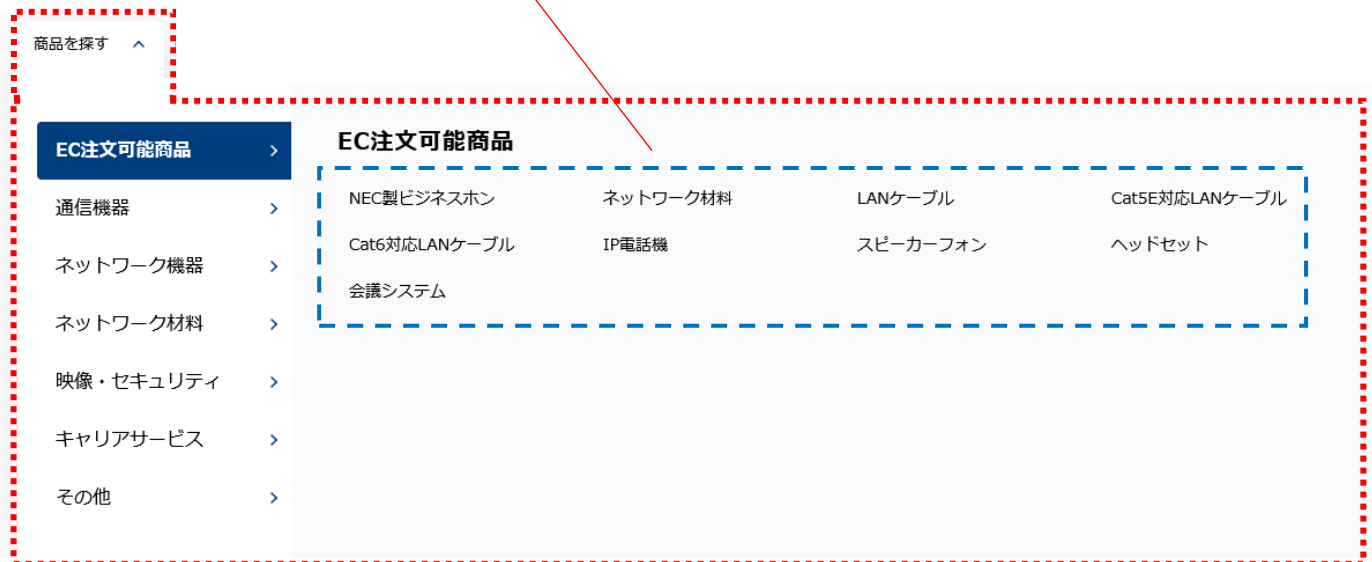 商品を探す
EC注文可能商品
通信機器
ネットワーク機器
ネットワーク材料
映像・セキュリティ
キャリアサービス
その他
EC注文可能商品
NEC製ビジネスホン ネットワーク材料 LANケーブル Cat5E対応LANケーブル
Cat6対応LANケーブル IP電話機 スピーカーフォン ヘッドセット
会議システム